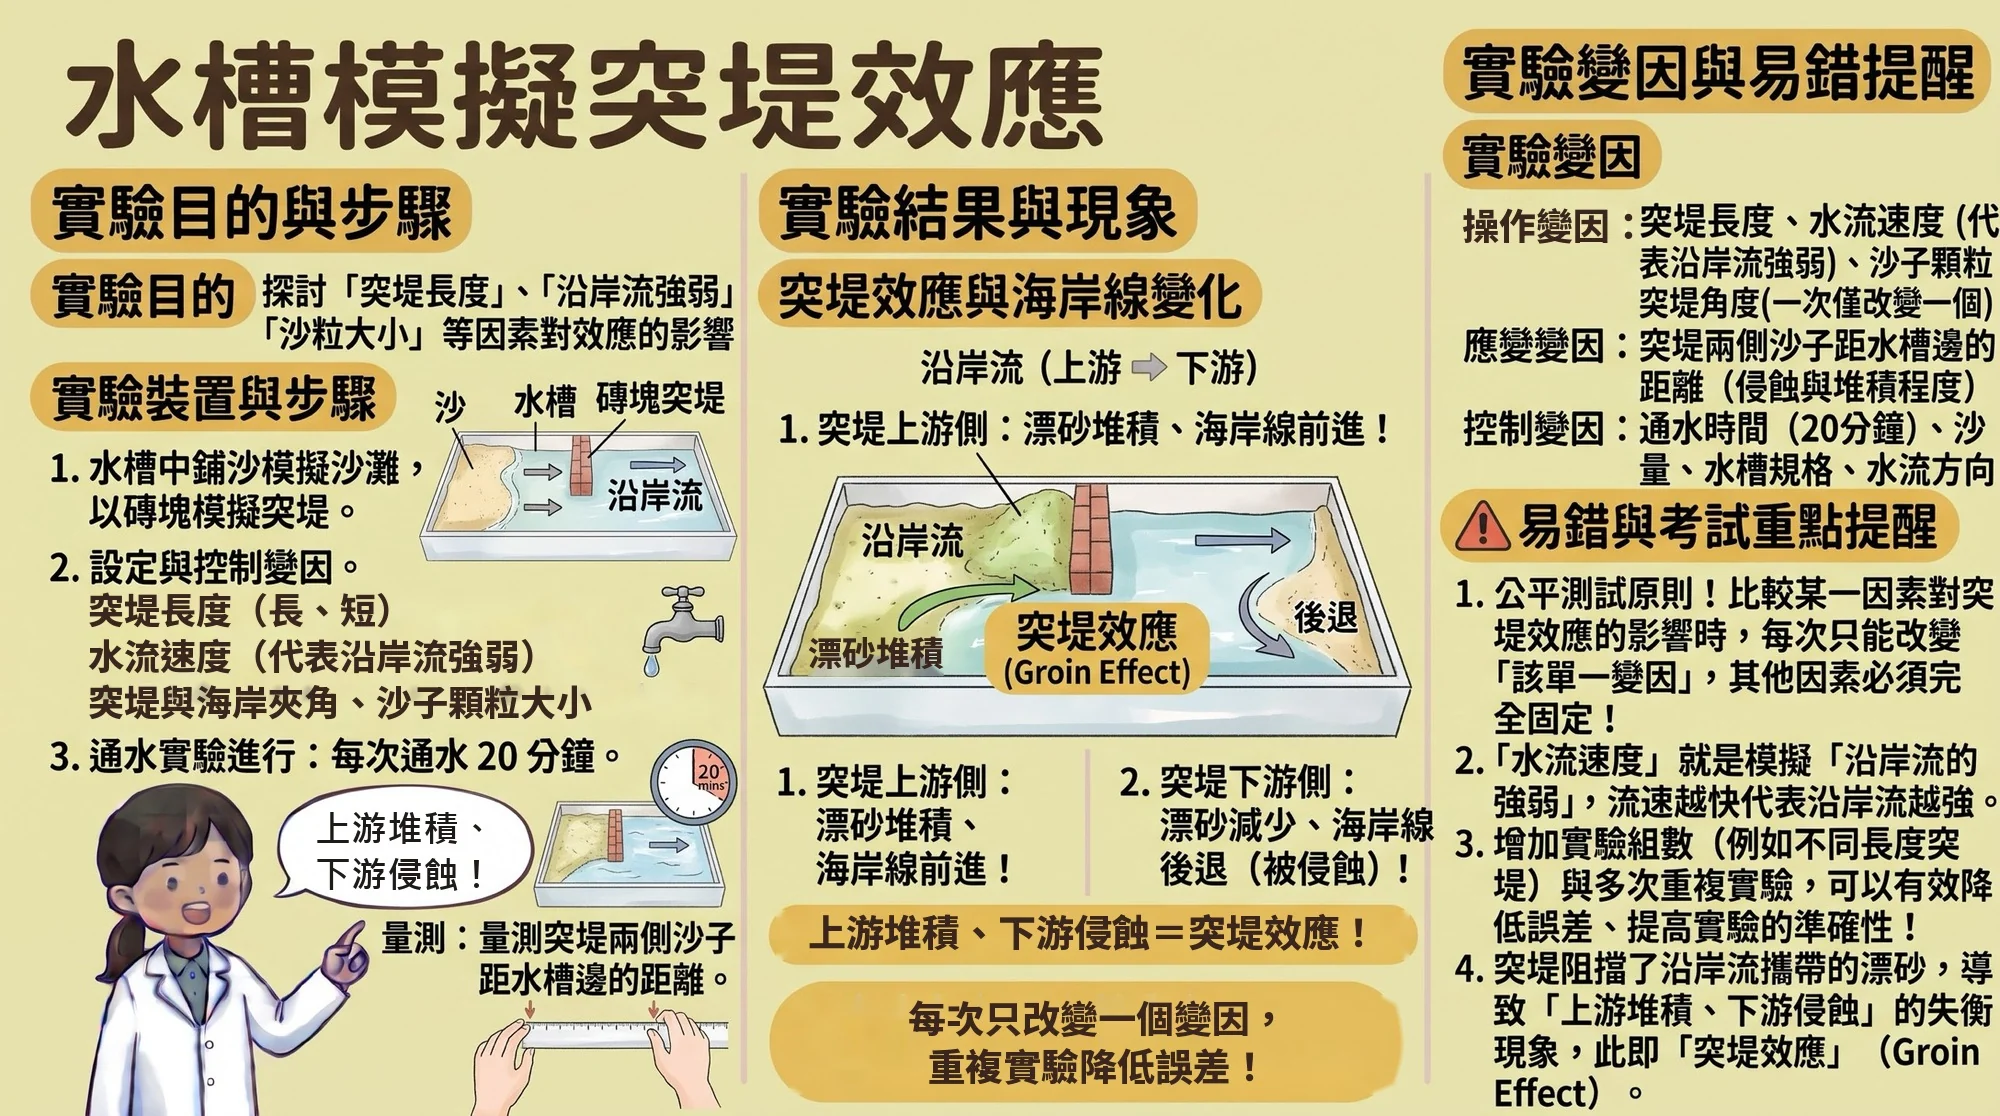 水槽模擬突堤效應
實驗目的與步驟
實驗目的
探討「突堤長度」、「沿岸流強弱」
「沙粒大小」等因素對效應的影響
實驗裝置與步驟
沙
水槽
磚塊突堤
沿岸流
1. 水槽中鋪沙模擬沙灘，
以磚塊模擬突堤。
2. 設定與控制變因。
突堤長度（長、短）
水流速度（代表沿岸流強弱）
突堤與海岸夾角、沙子顆粒大小
3. 通水實驗進行：每次通水 20 分鐘。
20
mins
上游堆積、
下游侵蝕！
量測：量測突堤兩側沙子
距水槽邊的距離。
實驗結果與現象
突堤效應與海岸線變化
沿岸流（上游 ➡ 下游）
1. 突堤上游側：漂砂堆積、海岸線前進！
沿岸流
漂砂堆積
突堤效應
(Groin Effect)
後退
1. 突堤上游側：
漂砂堆積、
海岸線前進！
2. 突堤下游側：
漂砂減少、海岸線
後退（被侵蝕）！
上游堆積、下游侵蝕＝突堤效應！
每次只改變一個變因，
重複實驗降低誤差！
實驗變因與易錯提醒
實驗變因
操作變因：突堤長度、水流速度 (代
表沿岸流強弱)、沙子顆粒
突堤角度(一次僅改變一個)
應變變因：突堤兩側沙子距水槽邊的
距離（侵蝕與堆積程度）
控制變因：通水時間（20分鐘）、沙
量、水槽規格、水流方向
易錯與考試重點提醒
1. 公平測試原則！比較某一因素對突
堤效應的影響時，每次只能改變
「該單一變因」，其他因素必須完
全固定！
2.「水流速度」就是模擬「沿岸流的
強弱」，流速越快代表沿岸流越強。
3. 增加實驗組數（例如不同長度突
堤）與多次重複實驗，可以有效降
低誤差、提高實驗的準確性！
4. 突堤阻擋了沿岸流攜帶的漂砂，導
致「上游堆積、下游侵蝕」的失衡
現象，此即「突堤效應」（Groin
Effect）。